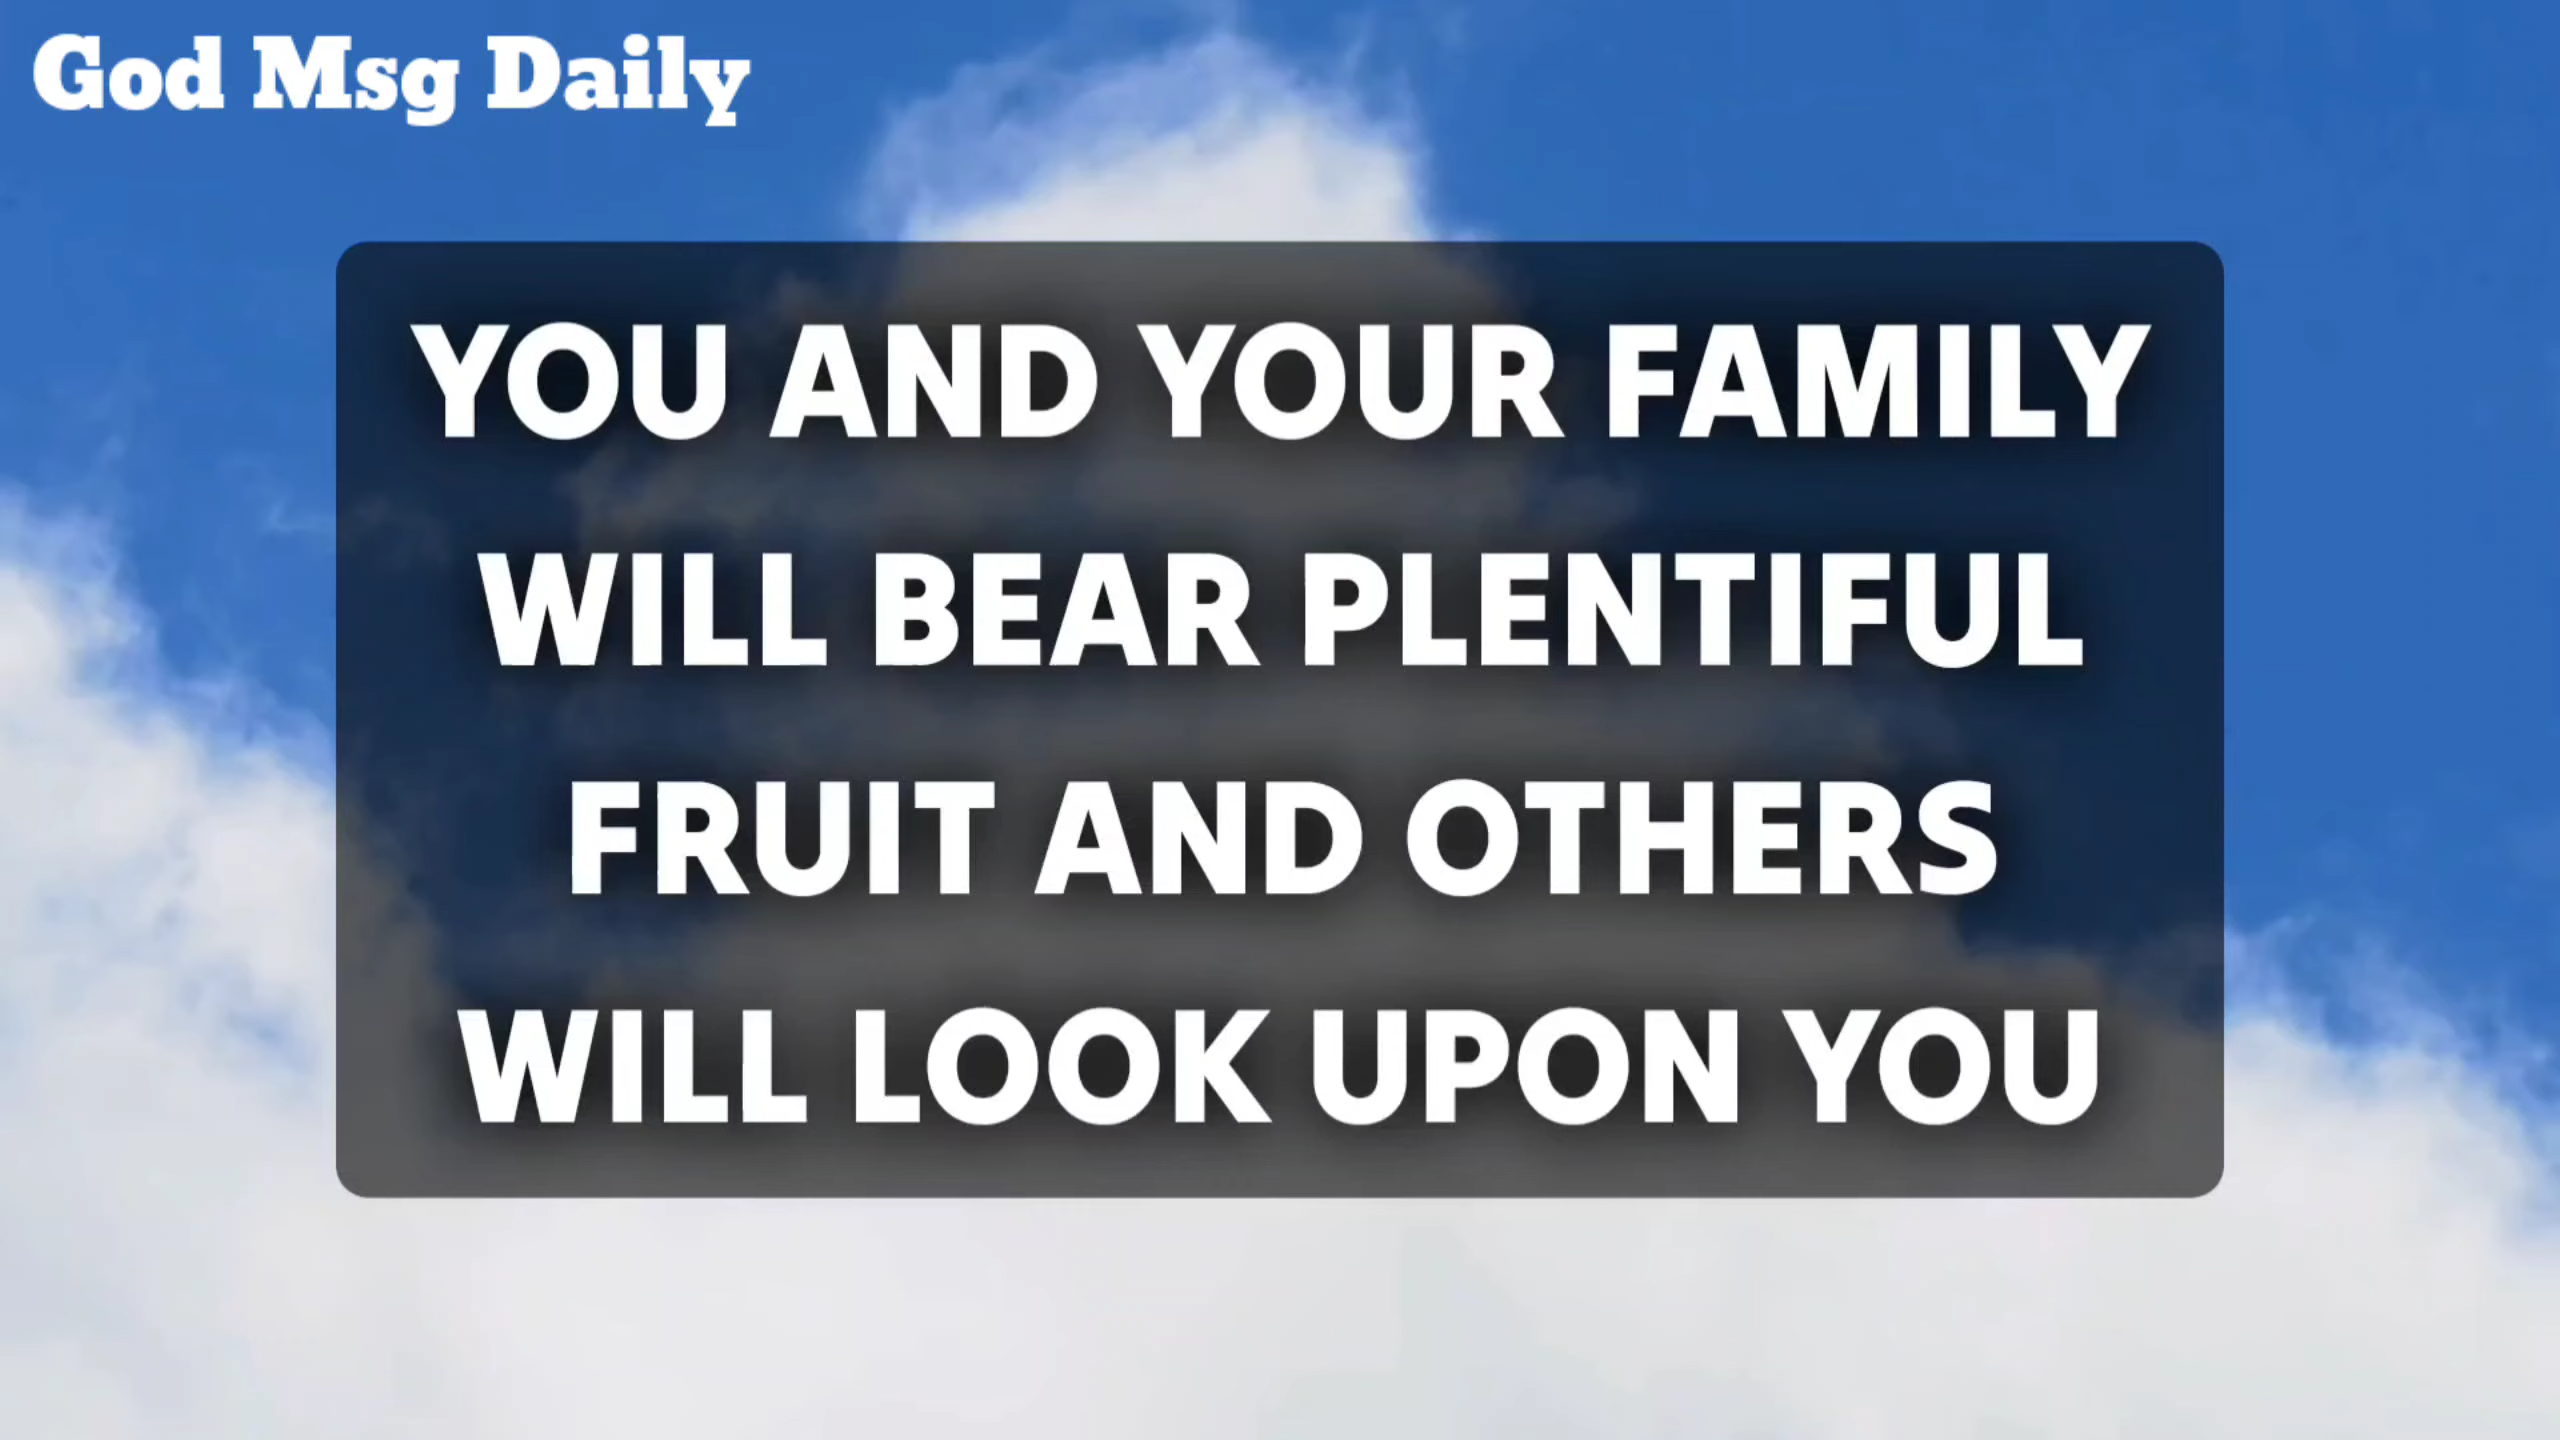 God Msg Daily
YOU AND YOUR FAMILY
WILL BEAR PLENTIFUL
FRUIT AND OTHERS
WILL LOOK UPON YOU